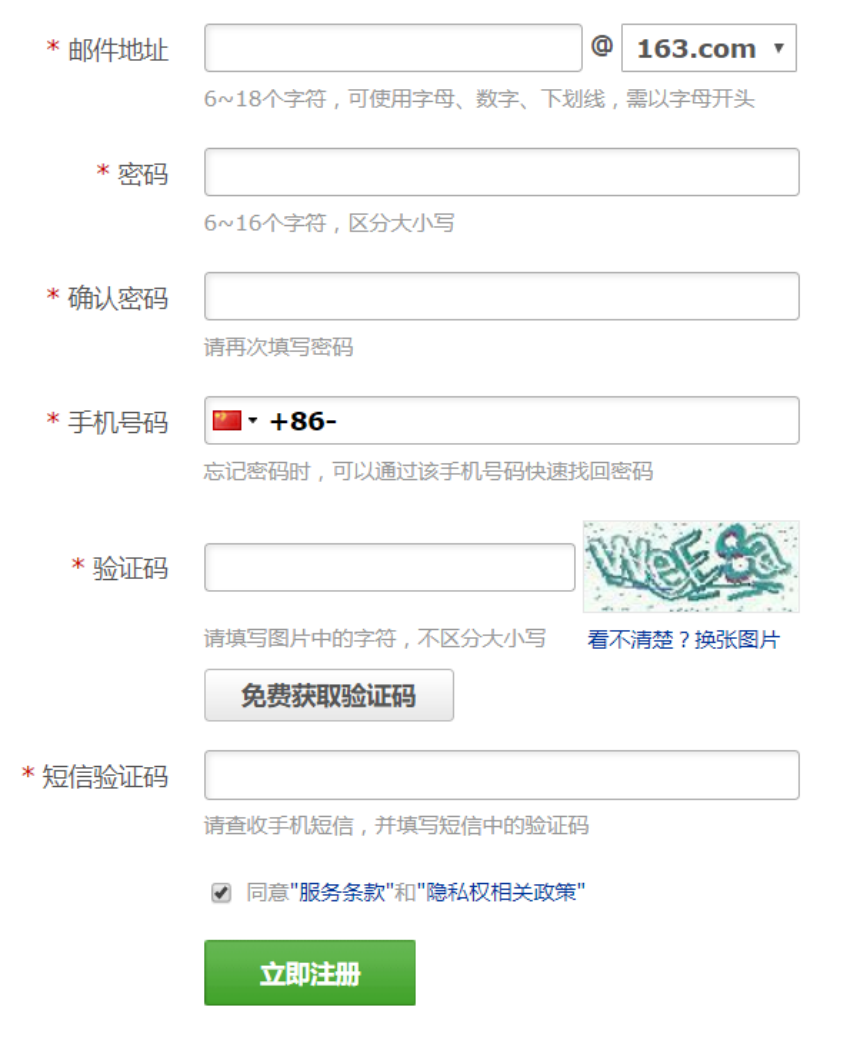 * 邮件地址 @ 163.com ▼
6~18个字符，可使用字母、数字、下划线，需以字母开头
* 密码
6~16个字符，区分大小写
* 确认密码
请再次填写密码
* 手机号码 +86-
忘记密码时，可以通过该手机号码快速找回密码
* 验证码
请填写图片中的字符，不区分大小写 看不清楚？换张图片
免费获取验证码
* 短信验证码
请查收手机短信，并填写短信中的验证码
同意"服务条款"和"隐私权相关政策"
立即注册